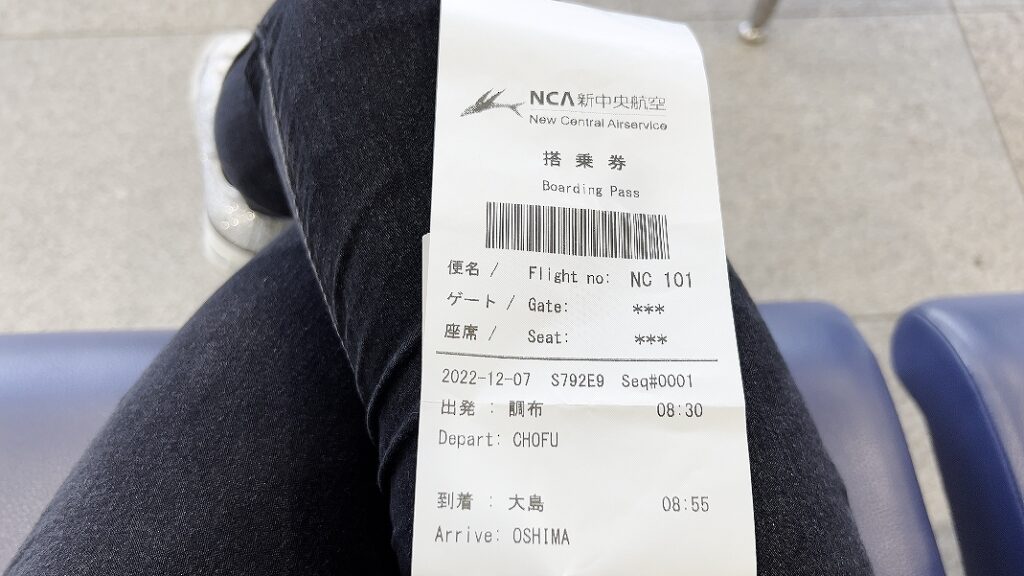 NCA 新中央航空
New Central Airservice
搭乗券
Boarding Pass
便名 / Flight no: NC 101
ゲート / Gate: ***
座席 / Seat: ***
2022-12-07 S792E9 Seq#0001
出発 : 調布 08:30
Depart: CHOFU
到着 : 大島 08:55
Arrive: OSHIMA